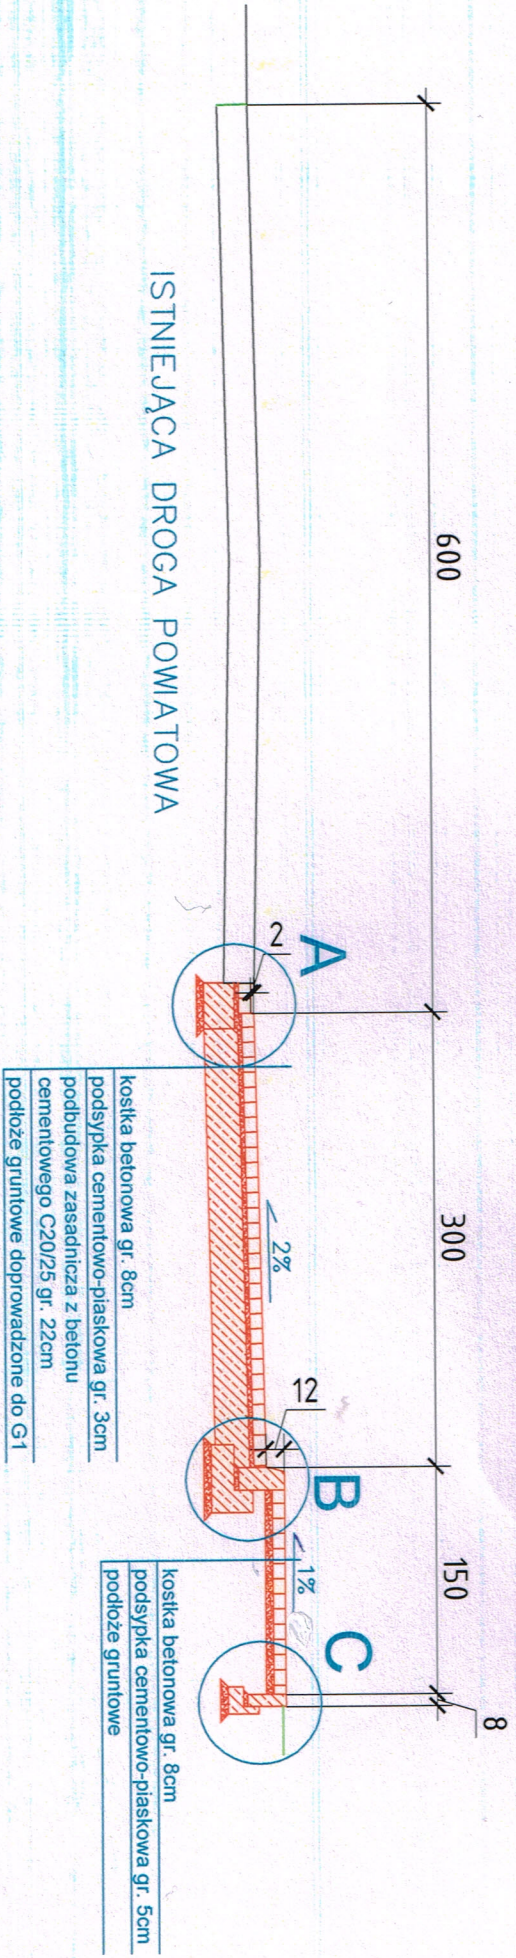 600
300
150
8
A
B
C
2
12
2%
1%
ISTNIEJĄCA DROGA POWIATOWA
kostka betonowa gr. 8cm
podsypka cementowo-piaskowa gr. 3cm
podbudowa zasadnicza z betonu
cementowego C20/25 gr. 22cm
podłoże gruntowe doprowadzone do G1
kostka betonowa gr. 8cm
podsypka cementowo-piaskowa gr. 5cm
podłoże gruntowe